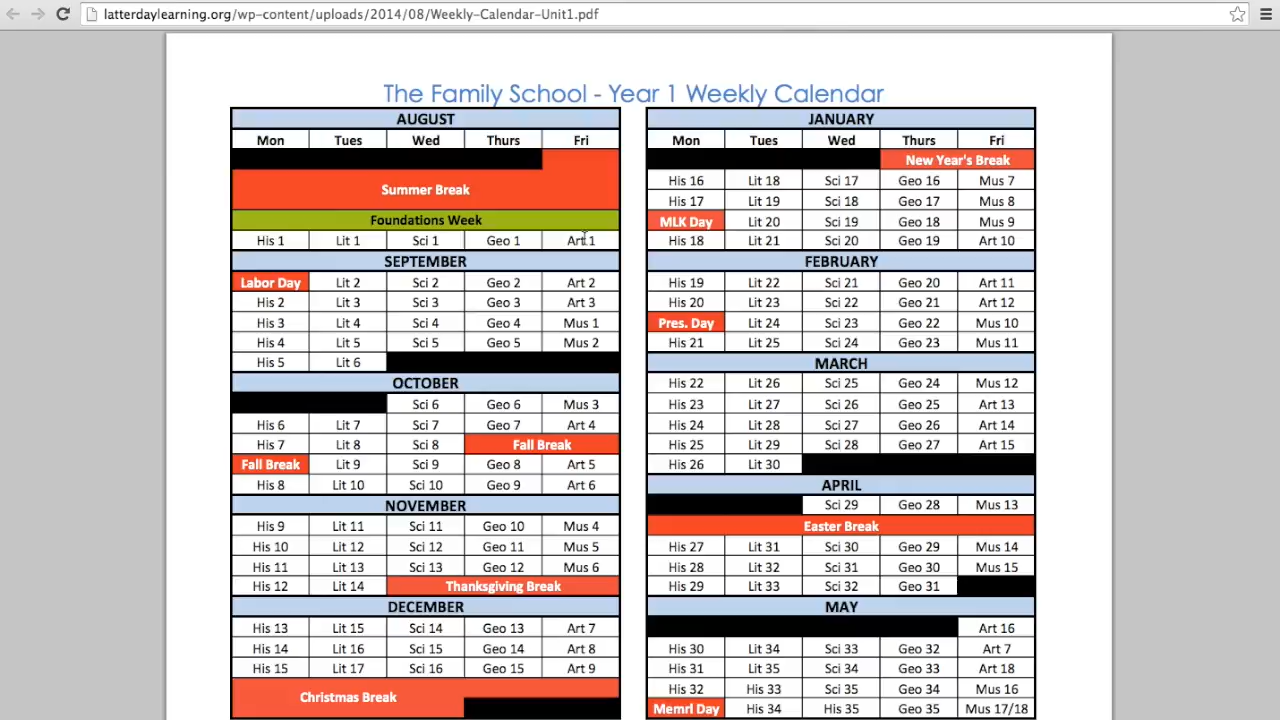 latterdaylearning.org/wp-content/uploads/2014/08/Weekly-Calendar-Unit1.pdf
The Family School - Year 1 Weekly Calendar
AUGUST
Mon Tues Wed Thurs Fri
Summer Break
Foundations Week
His 1 Lit 1 Sci 1 Geo 1 Art 1
SEPTEMBER
Labor Day Lit 2 Sci 2 Geo 2 Art 2
His 2 Lit 3 Sci 3 Geo 3 Art 3
His 3 Lit 4 Sci 4 Geo 4 Mus 1
His 4 Lit 5 Sci 5 Geo 5 Mus 2
His 5 Lit 6
OCTOBER
Sci 6 Geo 6 Mus 3
His 6 Lit 7 Sci 7 Geo 7 Art 4
His 7 Lit 8 Sci 8 Fall Break
Fall Break Lit 9 Sci 9 Geo 8 Art 5
His 8 Lit 10 Sci 10 Geo 9 Art 6
NOVEMBER
His 9 Lit 11 Sci 11 Geo 10 Mus 4
His 10 Lit 12 Sci 12 Geo 11 Mus 5
His 11 Lit 13 Sci 13 Geo 12 Mus 6
His 12 Lit 14 Thanksgiving Break
DECEMBER
His 13 Lit 15 Sci 14 Geo 13 Art 7
His 14 Lit 16 Sci 15 Geo 14 Art 8
His 15 Lit 17 Sci 16 Geo 15 Art 9
Christmas Break
JANUARY
Mon Tues Wed Thurs Fri
New Year's Break
His 16 Lit 18 Sci 17 Geo 16 Mus 7
His 17 Lit 19 Sci 18 Geo 17 Mus 8
MLK Day Lit 20 Sci 19 Geo 18 Mus 9
His 18 Lit 21 Sci 20 Geo 19 Art 10
FEBRUARY
His 19 Lit 22 Sci 21 Geo 20 Art 11
His 20 Lit 23 Sci 22 Geo 21 Art 12
Pres. Day Lit 24 Sci 23 Geo 22 Mus 10
His 21 Lit 25 Sci 24 Geo 23 Mus 11
MARCH
His 22 Lit 26 Sci 25 Geo 24 Mus 12
His 23 Lit 27 Sci 26 Geo 25 Art 13
His 24 Lit 28 Sci 27 Geo 26 Art 14
His 25 Lit 29 Sci 28 Geo 27 Art 15
His 26 Lit 30
APRIL
Sci 29 Geo 28 Mus 13
Easter Break
His 27 Lit 31 Sci 30 Geo 29 Mus 14
His 28 Lit 32 Sci 31 Geo 30 Mus 15
His 29 Lit 33 Sci 32 Geo 31
MAY
Art 16
His 30 Lit 34 Sci 33 Geo 32 Art 7
His 31 Lit 35 Sci 34 Geo 33 Art 18
His 32 His 33 Sci 35 Geo 34 Mus 16
Memrl Day His 34 His 35 Geo 35 Mus 17/18